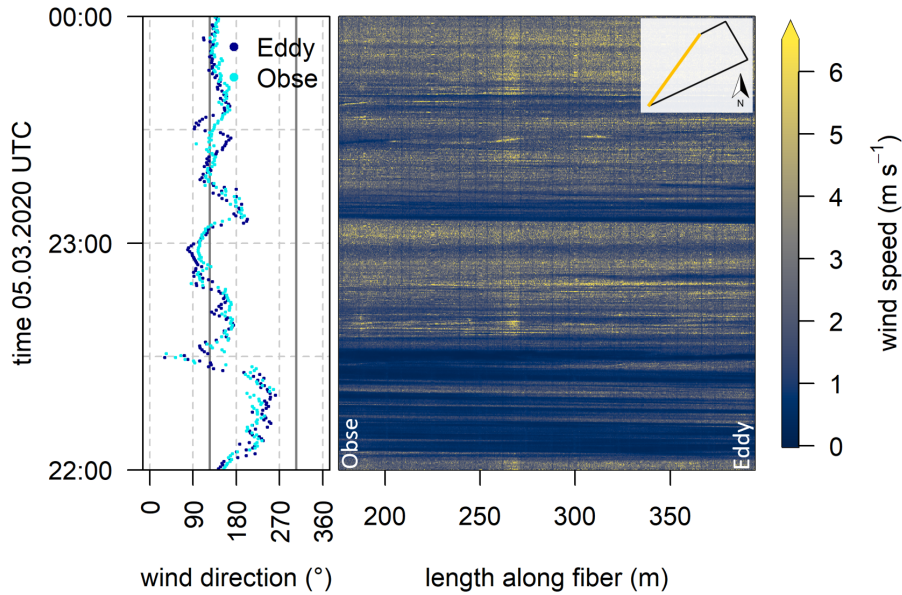 Eddy
Obse
00:00
23:00
22:00
time 05.03.2020 UTC
0
90
180
270
360
wind direction (°)
N
Obse
Eddy
200
250
300
350
length along fiber (m)
6
5
4
3
2
1
0
wind speed (m s⁻¹)